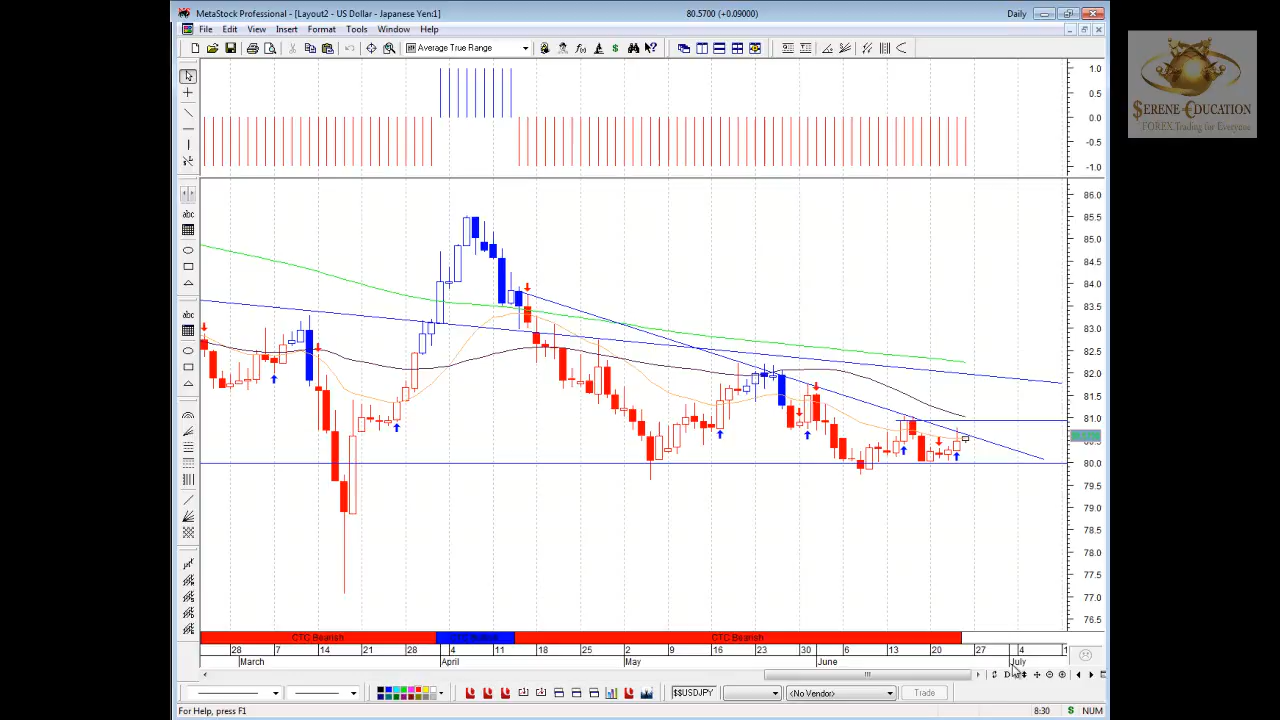 MetaStock Professional - [Layout2 - US Dollar - Japanese Yen:1]
80.5700 (+0.09000)
Daily
File Edit View Insert Format Tools Window Help
Average True Range
SERENE EDUCATION
FOREX Trading for Everyone
1.0
0.5
0.0
-0.5
-1.0
86.0
85.5
85.0
84.5
84.0
83.5
83.0
82.5
82.0
81.5
81.0
80.5
80.0
79.5
79.0
78.5
78.0
77.5
77.0
76.5
abc
abc
CTC Bearish
CTC Bearish
28 7 14 21 28 4 11 18 25 2 9 16 23 30 6 13 20 27 4 1
March April May June July
$$USDJPY
<No Vendor>
Trade
For Help, press F1
8:30 S NUM